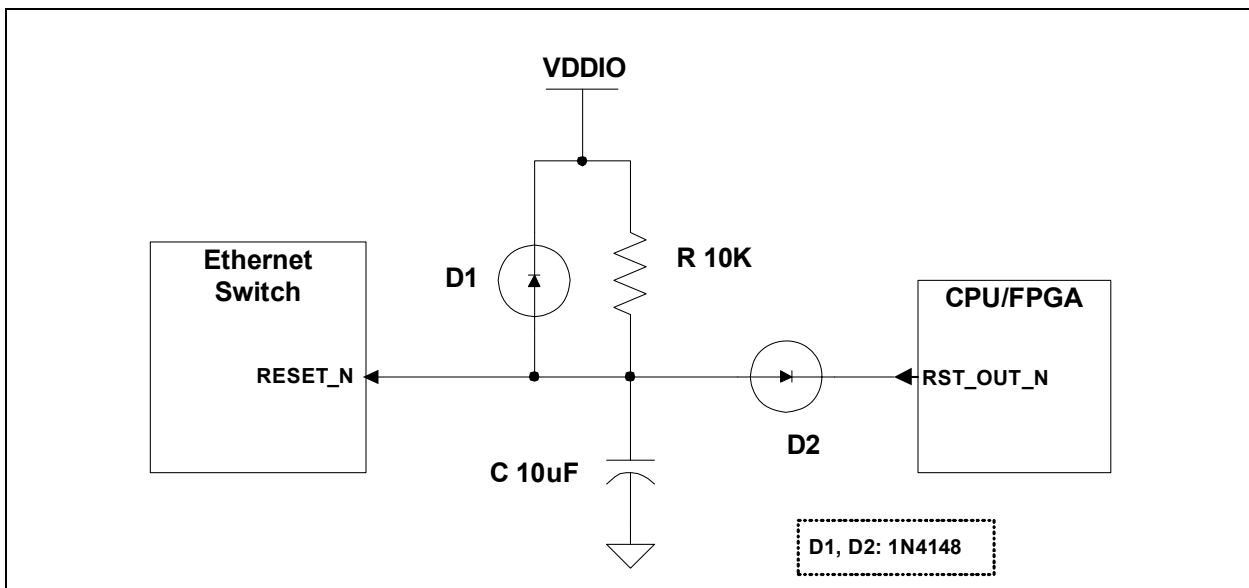 VDDIO
Ethernet
Switch
D1
R 10K
CPU/FPGA
RESET_N
RST_OUT_N
D2
C 10uF
D1, D2: 1N4148